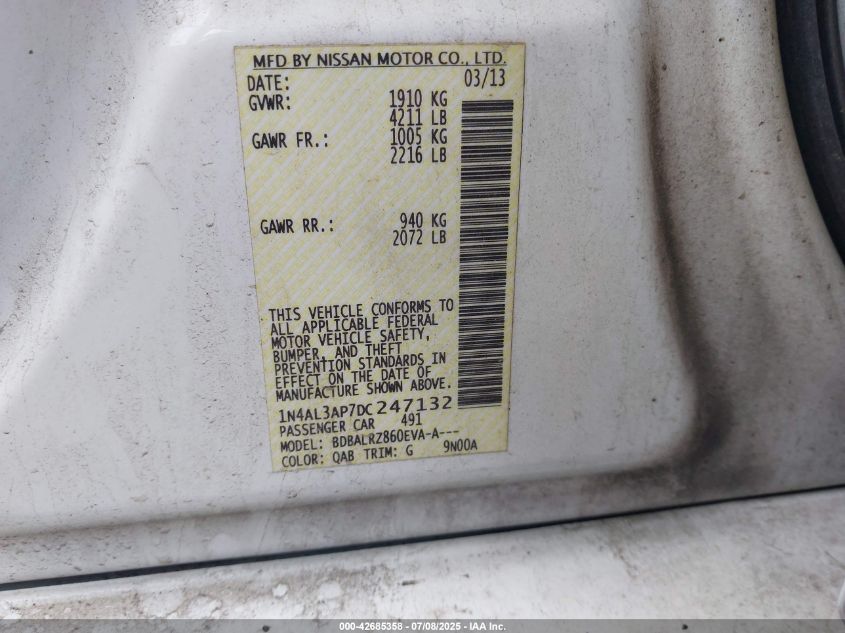 MFD BY NISSAN MOTOR CO., LTD.
DATE: 03/13
GVWR: 1910 KG
4211 LB
GAWR FR.: 1005 KG
2216 LB
GAWR RR.: 940 KG
2072 LB
THIS VEHICLE CONFORMS TO
ALL APPLICABLE FEDERAL
MOTOR VEHICLE SAFETY,
BUMPER, AND THEFT
PREVENTION STANDARDS IN
EFFECT ON THE DATE OF
MANUFACTURE SHOWN ABOVE.
1N4AL3AP7DC247132
PASSENGER CAR 491
MODEL: BDBALRZ860EVA-A---
COLOR: QAB TRIM: G 9N00A
000-42685358 - 07/08/2025 - IAA Inc.